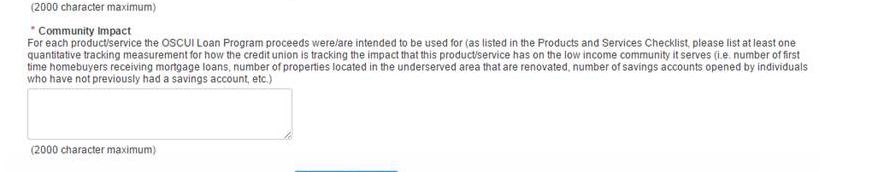 (2000 character maximum)
* Community Impact
For each product/service the OSCUI Loan Program proceeds were/are intended to be used for (as listed in the Products and Services Checklist, please list at least one
quantitative tracking measurement for how the credit union is tracking the impact that this product/service has on the low income community it serves (i.e. number of first
time homebuyers receiving mortgage loans, number of properties located in the underserved area that are renovated, number of savings accounts opened by individuals
who have not previously had a savings account, etc.)
(2000 character maximum)